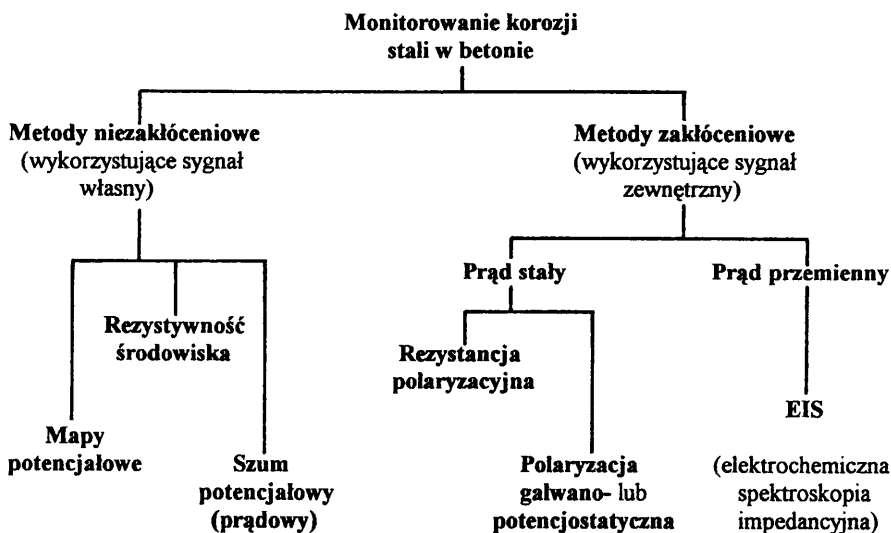 Monitorowanie korozji
stali w betonie
Metody niezakłóceniowe
(wykorzystujące sygnał
własny)
Metody zakłóceniowe
(wykorzystujące sygnał
zewnętrzny)
Prąd stały
Prąd przemienny
Rezystywność
środowiska
Rezystancja
polaryzacyjna
EIS
Mapy
potencjałowe
Szum
potencjałowy
(prądowy)
Polaryzacja
galwano- lub
potencjostatyczna
(elektrochemiczna
spektroskopia
impedancyjna)